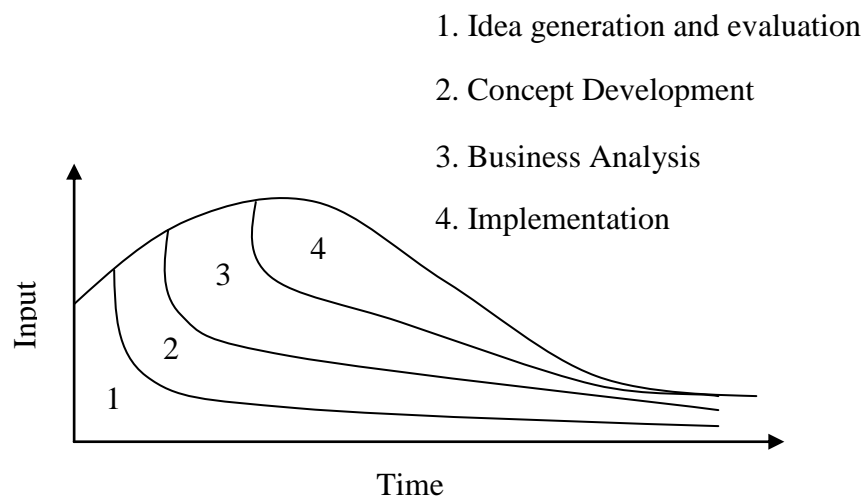 1. Idea generation and evaluation
2. Concept Development
3. Business Analysis
4. Implementation
4
3
2
1
Input
Time